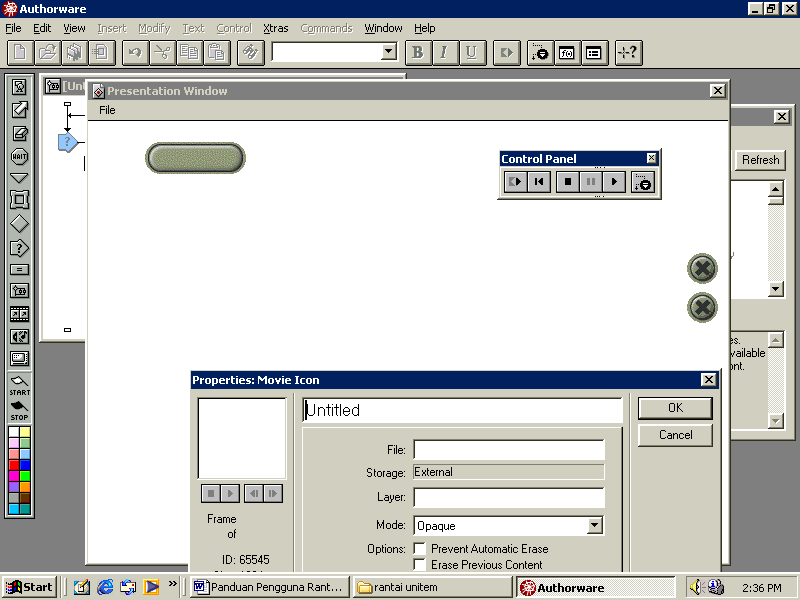 Authorware
File Edit View Insert Modify Text Control Xtras Commands Window Help
B I U
[Unt
Presentation Window
File
Control Panel
Refresh
WAIT
?
=
START
STOP
es.
vailable
ont.
Properties: Movie Icon
Untitled
OK
Cancel
File:
Storage: External
Layer:
Mode: Opaque
Frame
of
Options: Prevent Automatic Erase
ID: 65545
Erase Previous Content
Start
Panduan Pengguna Rant...
rantai unitem
Authorware
2:36 PM